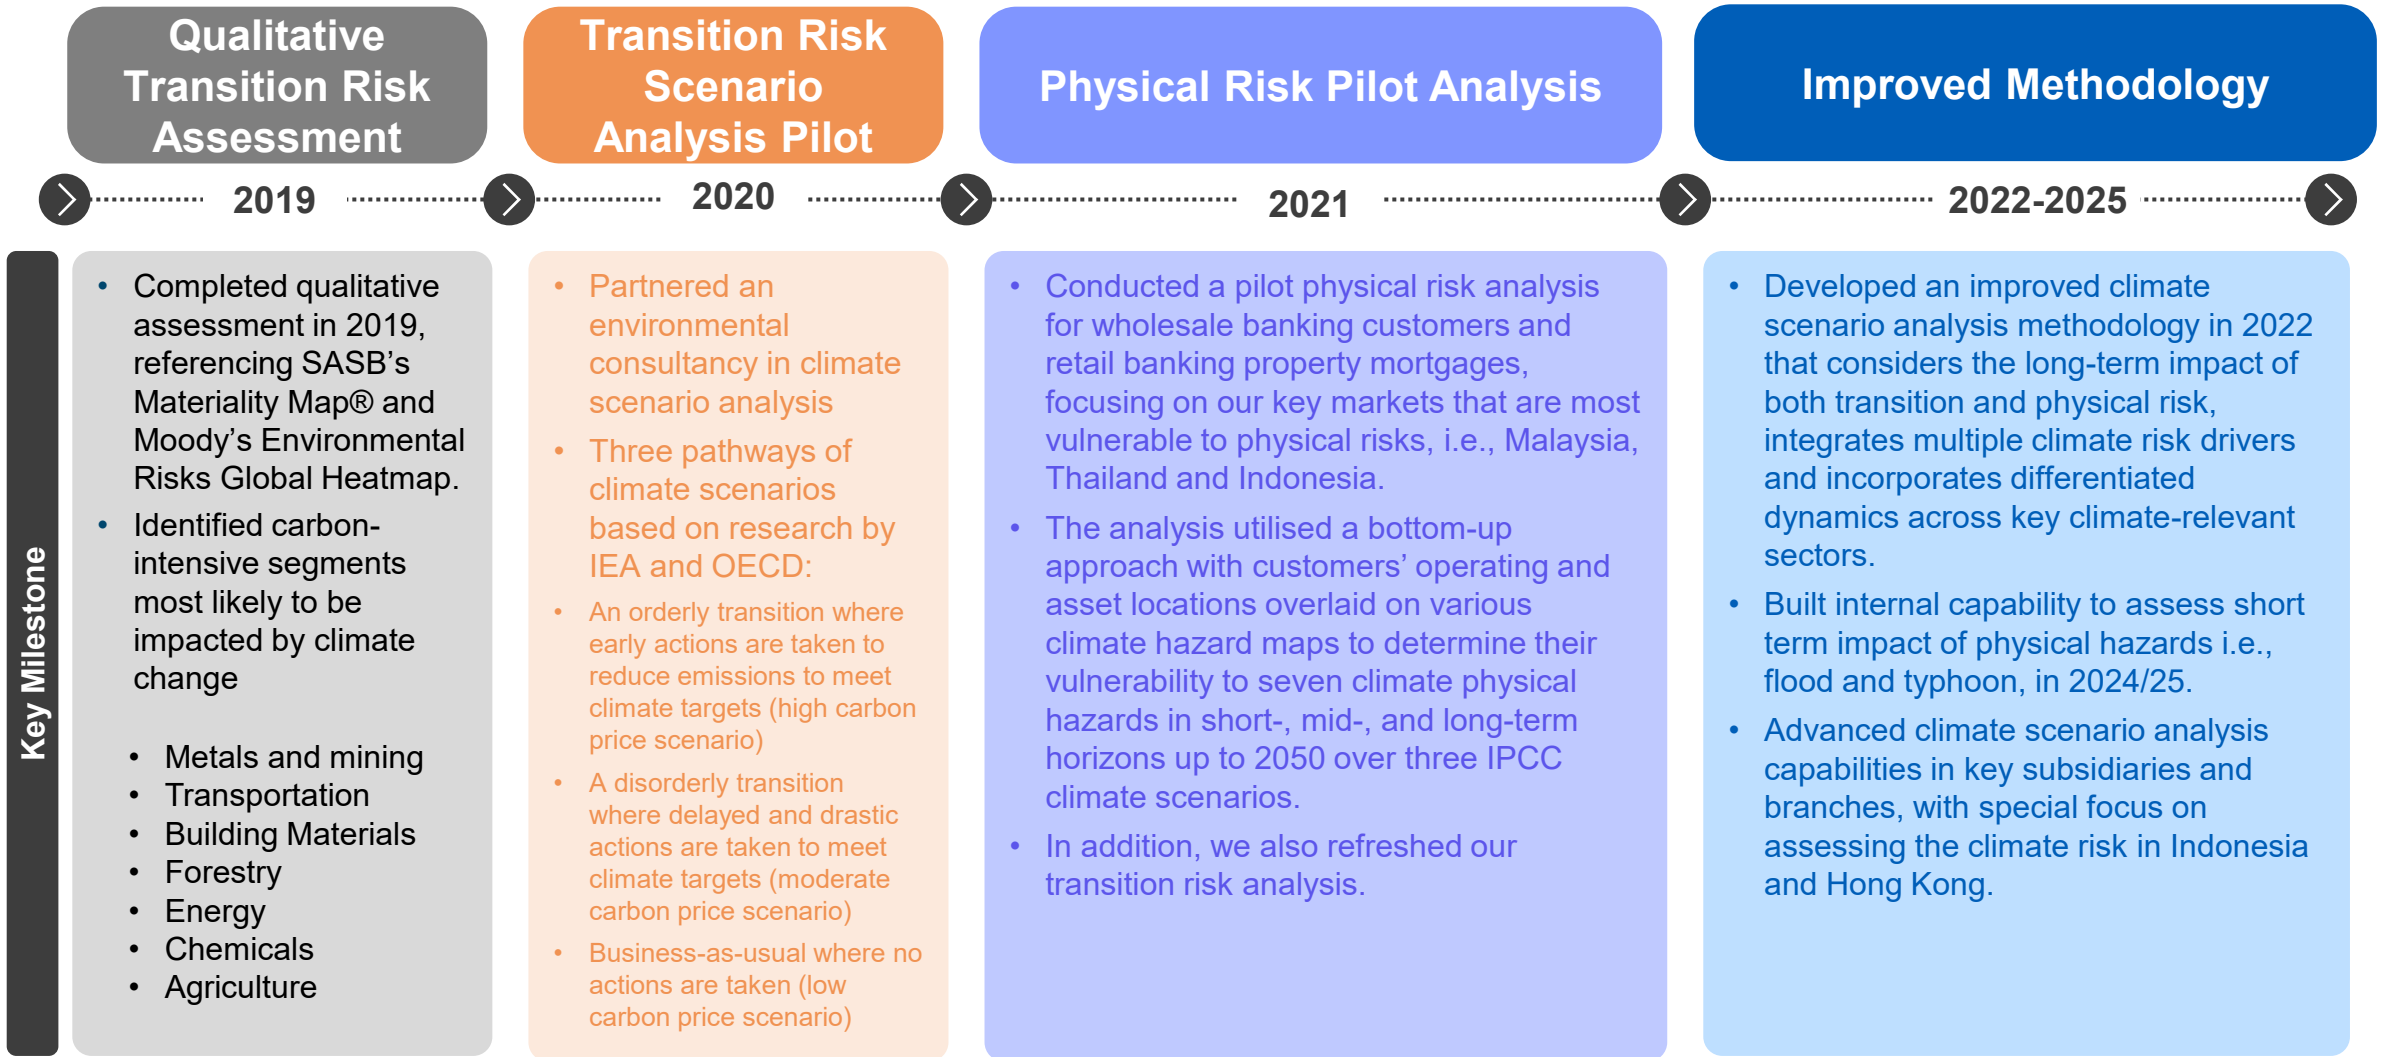 Qualitative
Transition Risk
Assessment
Transition Risk
Scenario
Analysis Pilot
Physical Risk Pilot Analysis
Improved Methodology
2019
2020
2021
2022-2025
Key Milestone
• Completed qualitative
assessment in 2019,
referencing SASB’s
Materiality Map® and
Moody’s Environmental
Risks Global Heatmap.
• Identified carbon-
intensive segments
most likely to be
impacted by climate
change
• Metals and mining
• Transportation
• Building Materials
• Forestry
• Energy
• Chemicals
• Agriculture
• Partnered an
environmental
consultancy in climate
scenario analysis
• Three pathways of
climate scenarios
based on research by
IEA and OECD:
• An orderly transition where
early actions are taken to
reduce emissions to meet
climate targets (high carbon
price scenario)
• A disorderly transition
where delayed and drastic
actions are taken to meet
climate targets (moderate
carbon price scenario)
• Business-as-usual where no
actions are taken (low
carbon price scenario)
• Conducted a pilot physical risk analysis
for wholesale banking customers and
retail banking property mortgages,
focusing on our key markets that are most
vulnerable to physical risks, i.e., Malaysia,
Thailand and Indonesia.
• The analysis utilised a bottom-up
approach with customers’ operating and
asset locations overlaid on various
climate hazard maps to determine their
vulnerability to seven climate physical
hazards in short-, mid-, and long-term
horizons up to 2050 over three IPCC
climate scenarios.
• In addition, we also refreshed our
transition risk analysis.
• Developed an improved climate
scenario analysis methodology in 2022
that considers the long-term impact of
both transition and physical risk,
integrates multiple climate risk drivers
and incorporates differentiated
dynamics across key climate-relevant
sectors.
• Built internal capability to assess short
term impact of physical hazards i.e.,
flood and typhoon, in 2024/25.
• Advanced climate scenario analysis
capabilities in key subsidiaries and
branches, with special focus on
assessing the climate risk in Indonesia
and Hong Kong.